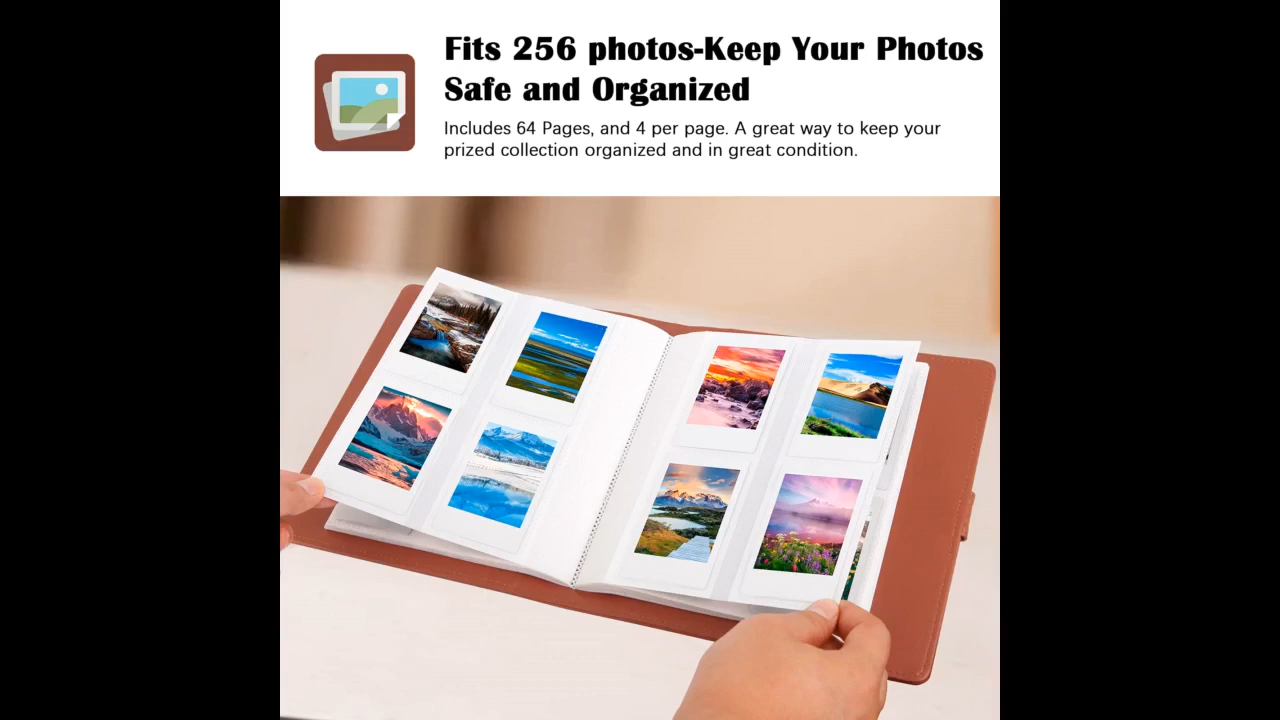 Fits 256 photos-Keep Your Photos
Safe and Organized
Includes 64 Pages, and 4 per page. A great way to keep your
prized collection organized and in great condition.